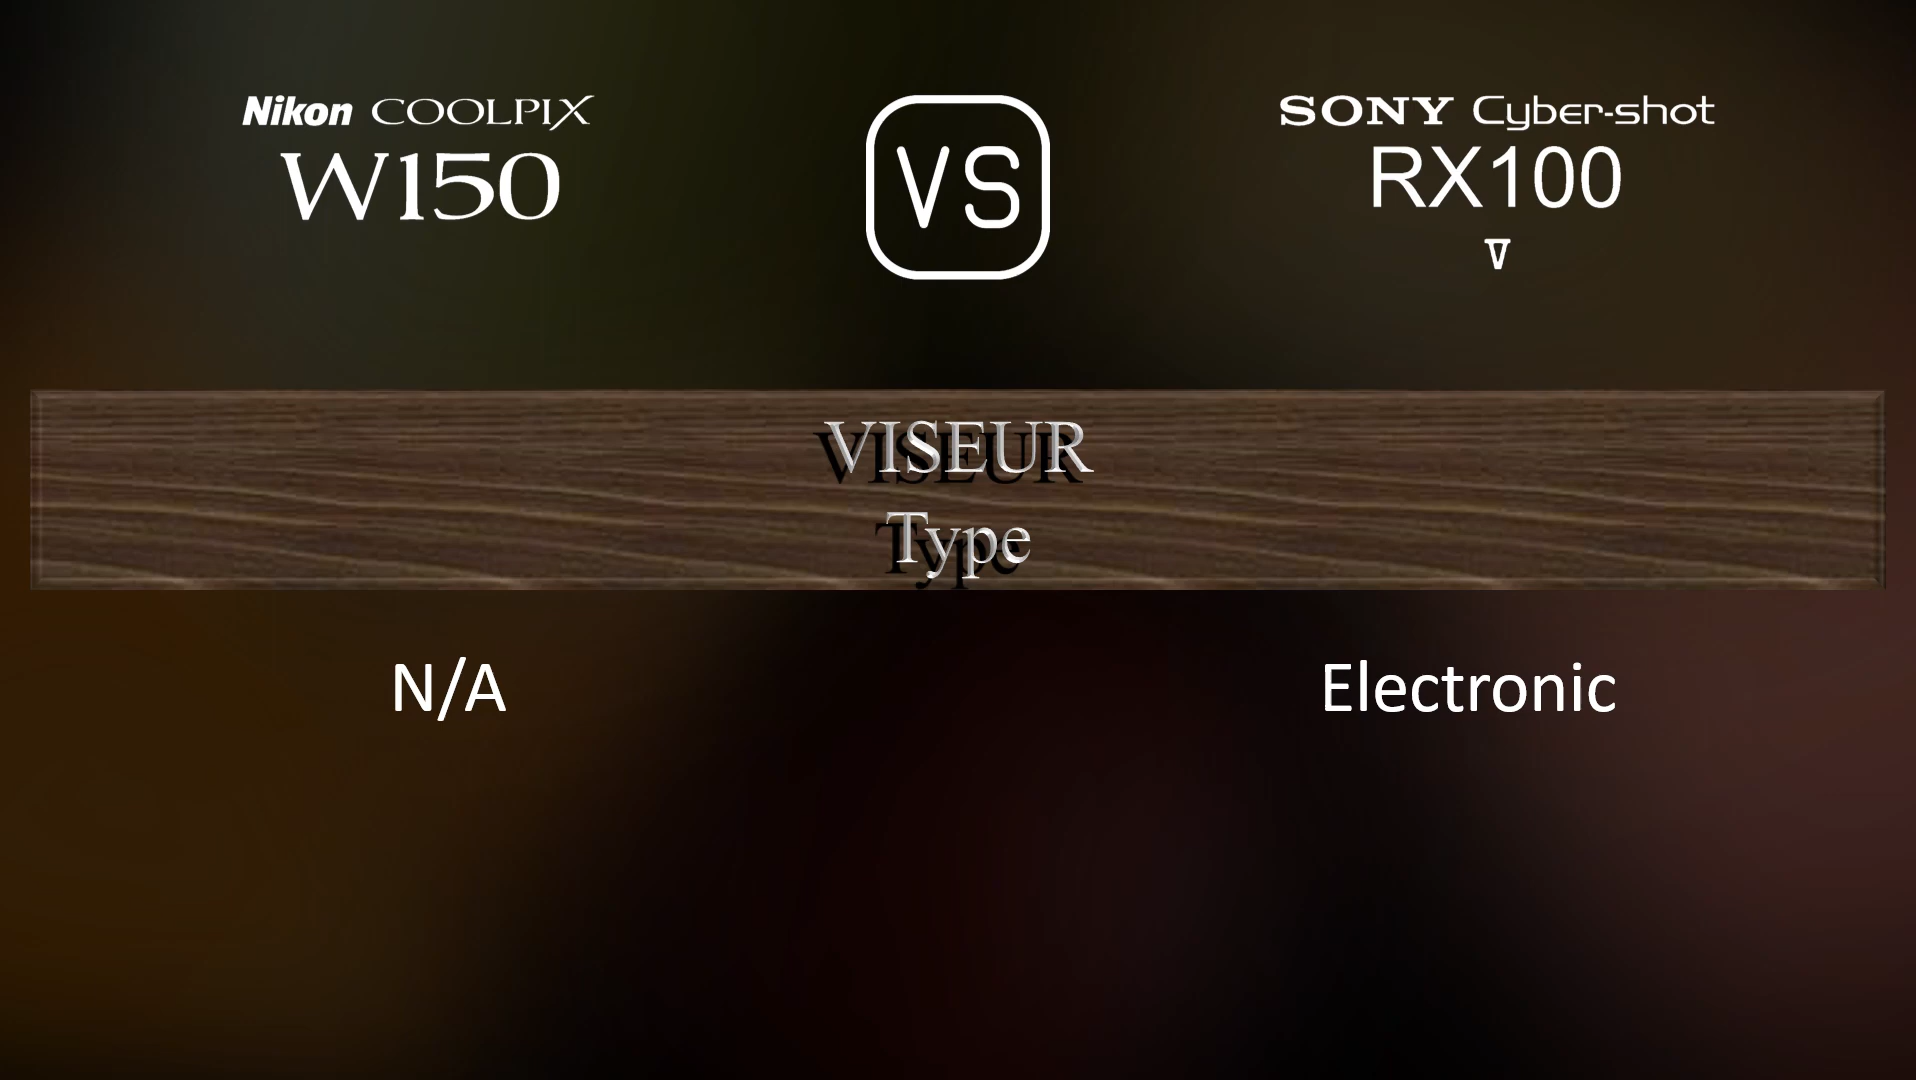 Nikon COOLPIX
W150
VS
SONY Cyber-shot
RX100
V
VISEUR
Type
N/A
Electronic